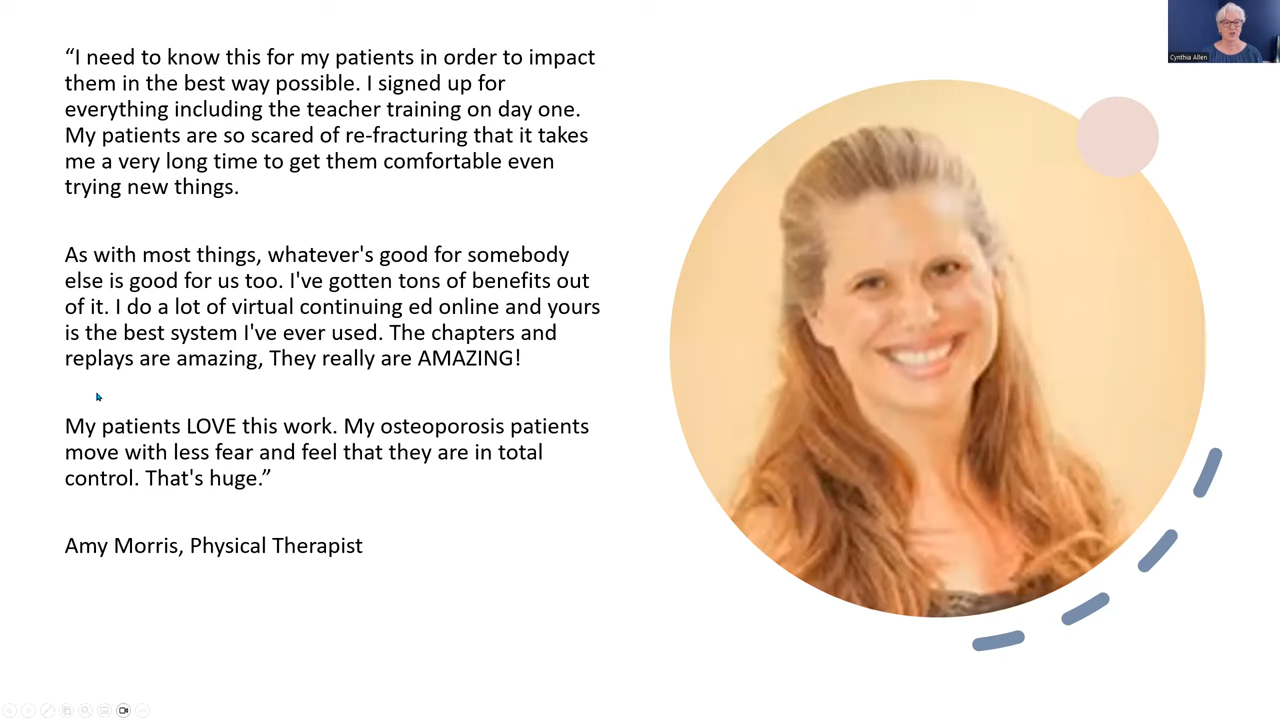 “I need to know this for my patients in order to impact
them in the best way possible. I signed up for
everything including the teacher training on day one.
My patients are so scared of re-fracturing that it takes
me a very long time to get them comfortable even
trying new things.
As with most things, whatever's good for somebody
else is good for us too. I've gotten tons of benefits out
of it. I do a lot of virtual continuing ed online and yours
is the best system I've ever used. The chapters and
replays are amazing, They really are AMAZING!
My patients LOVE this work. My osteoporosis patients
move with less fear and feel that they are in total
control. That's huge.”
Amy Morris, Physical Therapist
Cynthia Allen